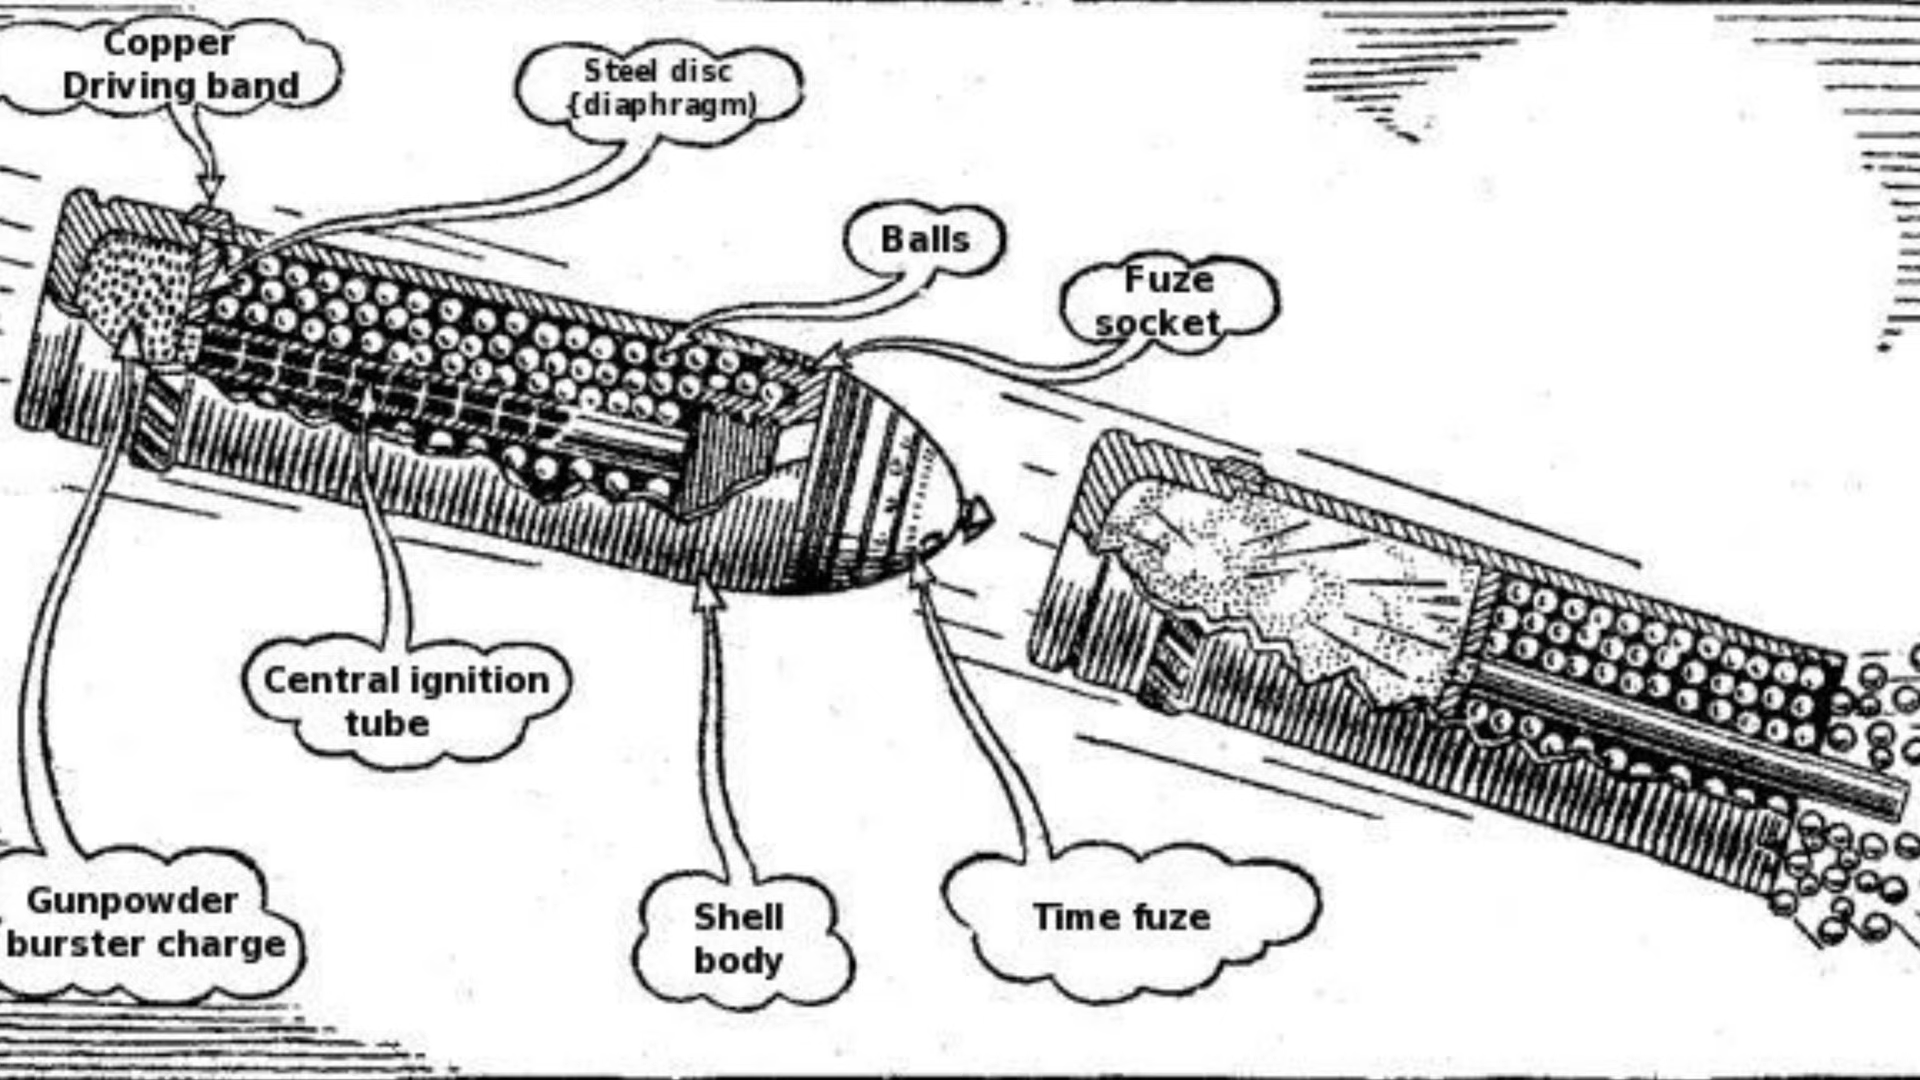 Copper
Driving band
Steel disc
(diaphragm)
Balls
Fuze
socket
Central ignition
tube
Gunpowder
burster charge
Shell
body
Time fuze